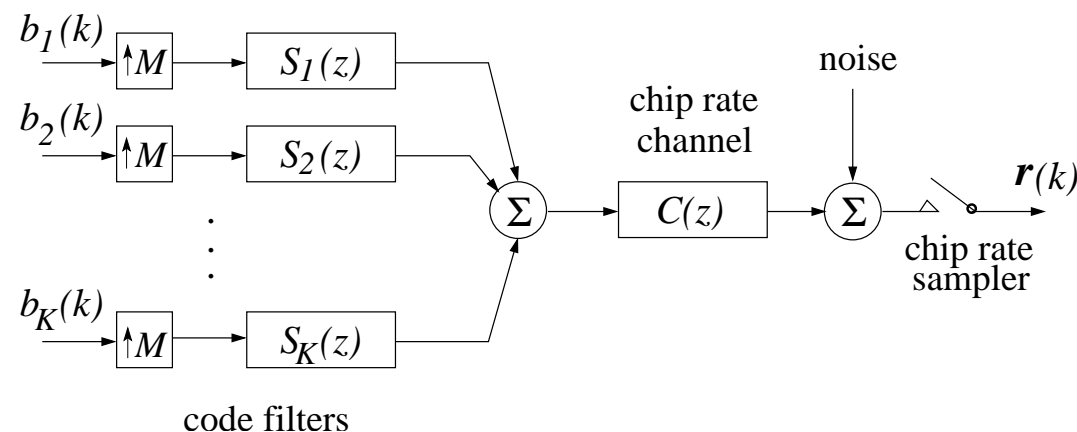 b1(k)
↑M
S1(z)
b2(k)
↑M
S2(z)
bK(k)
↑M
SK(z)
code filters
Σ
chip rate
channel
C(z)
noise
Σ
r(k)
chip rate
sampler